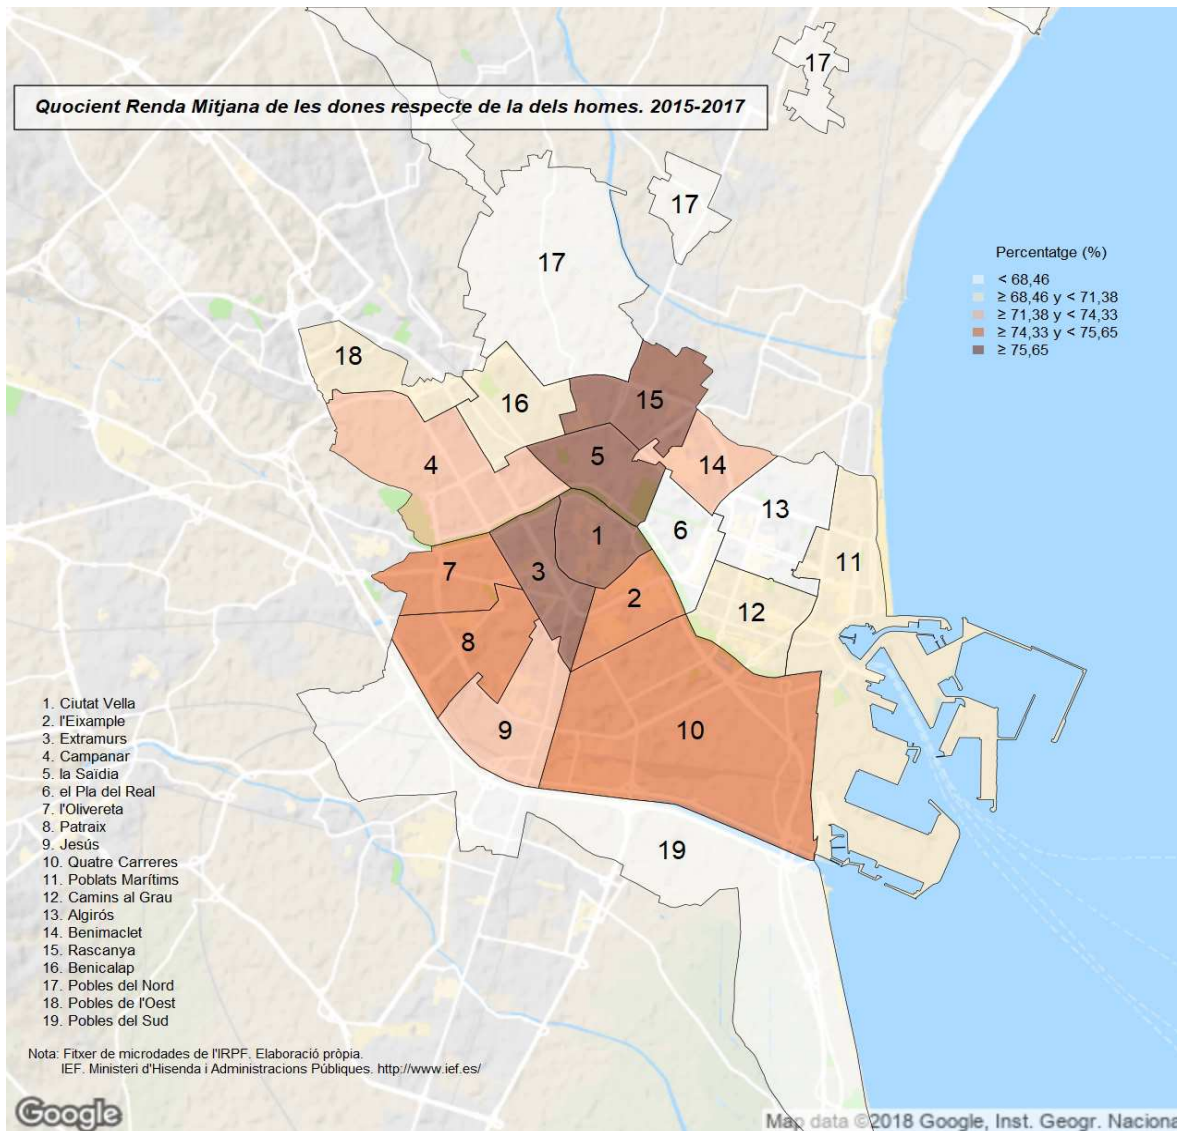 17
Quocient Renda Mitjana de les dones respecte de la dels homes. 2015-2017
17
17
Percentatge (%)
< 68,46
≥ 68,46 y < 71,38
≥ 71,38 y < 74,33
≥ 74,33 y < 75,65
≥ 75,65
18
16
15
4
5
14
13
6
1
11
3
7
2
12
8
10
9
19
1. Ciutat Vella
2. l'Eixample
3. Extramurs
4. Campanar
5. la Saïdia
6. el Pla del Real
7. l'Olivereta
8. Patraix
9. Jesús
10. Quatre Carreres
11. Poblats Marítims
12. Camins al Grau
13. Algirós
14. Benimaclet
15. Rascanya
16. Benicalap
17. Pobles del Nord
18. Pobles de l'Oest
19. Pobles del Sud
Nota: Fitxer de microdades de l'IRPF. Elaboració pròpia.
IEF. Ministeri d'Hisenda i Administracions Públiques. http://www.ief.es/
Google
Map data ©2018 Google, Inst. Geogr. Naciona